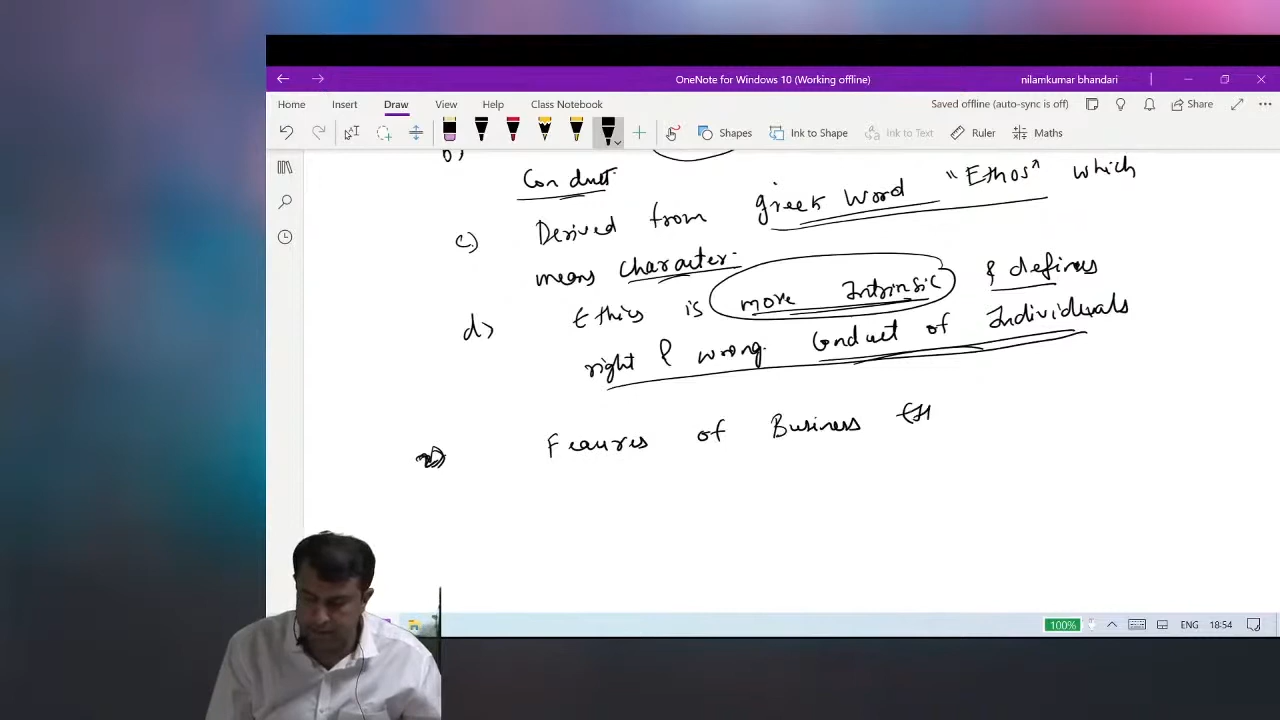 OneNote for Windows 10 (Working offline)
nilamkumar bhandari
Home Insert Draw View Help Class Notebook
Saved offline (auto-sync is off)
Share
Shapes Ink to Shape Ink to Text Ruler Maths
b)
Conduct
c) Derived from greek word "Ethos" which
means character.
d) Ethics is more Intrinsic & defines
right & wrong conduct of Individuals
Feaures of Business
100% ENG 18:54